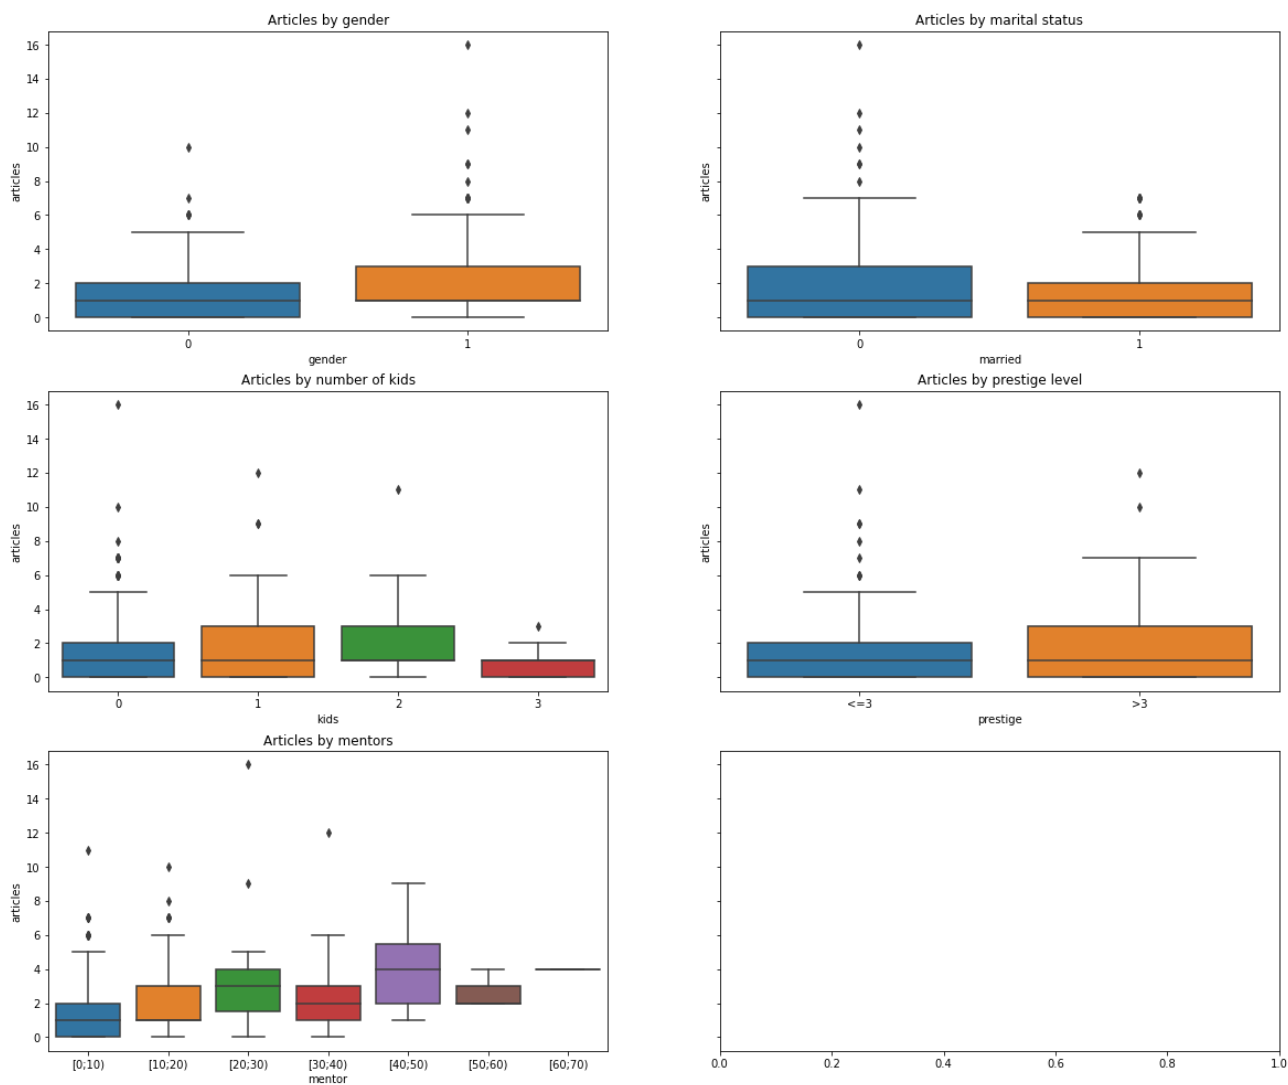 Articles by gender
16
14
12
10
8
6
4
2
0
articles
0 1
gender
Articles by marital status
articles
0 1
married
Articles by number of kids
16
14
12
10
8
6
4
2
0
articles
0 1 2 3
kids
Articles by prestige level
articles
<=3 >3
prestige
Articles by mentors
16
14
12
10
8
6
4
2
0
articles
[0;10) [10;20) [20;30) [30;40) [40;50) [50;60) [60;70)
mentor
0.0 0.2 0.4 0.6 0.8 1.0